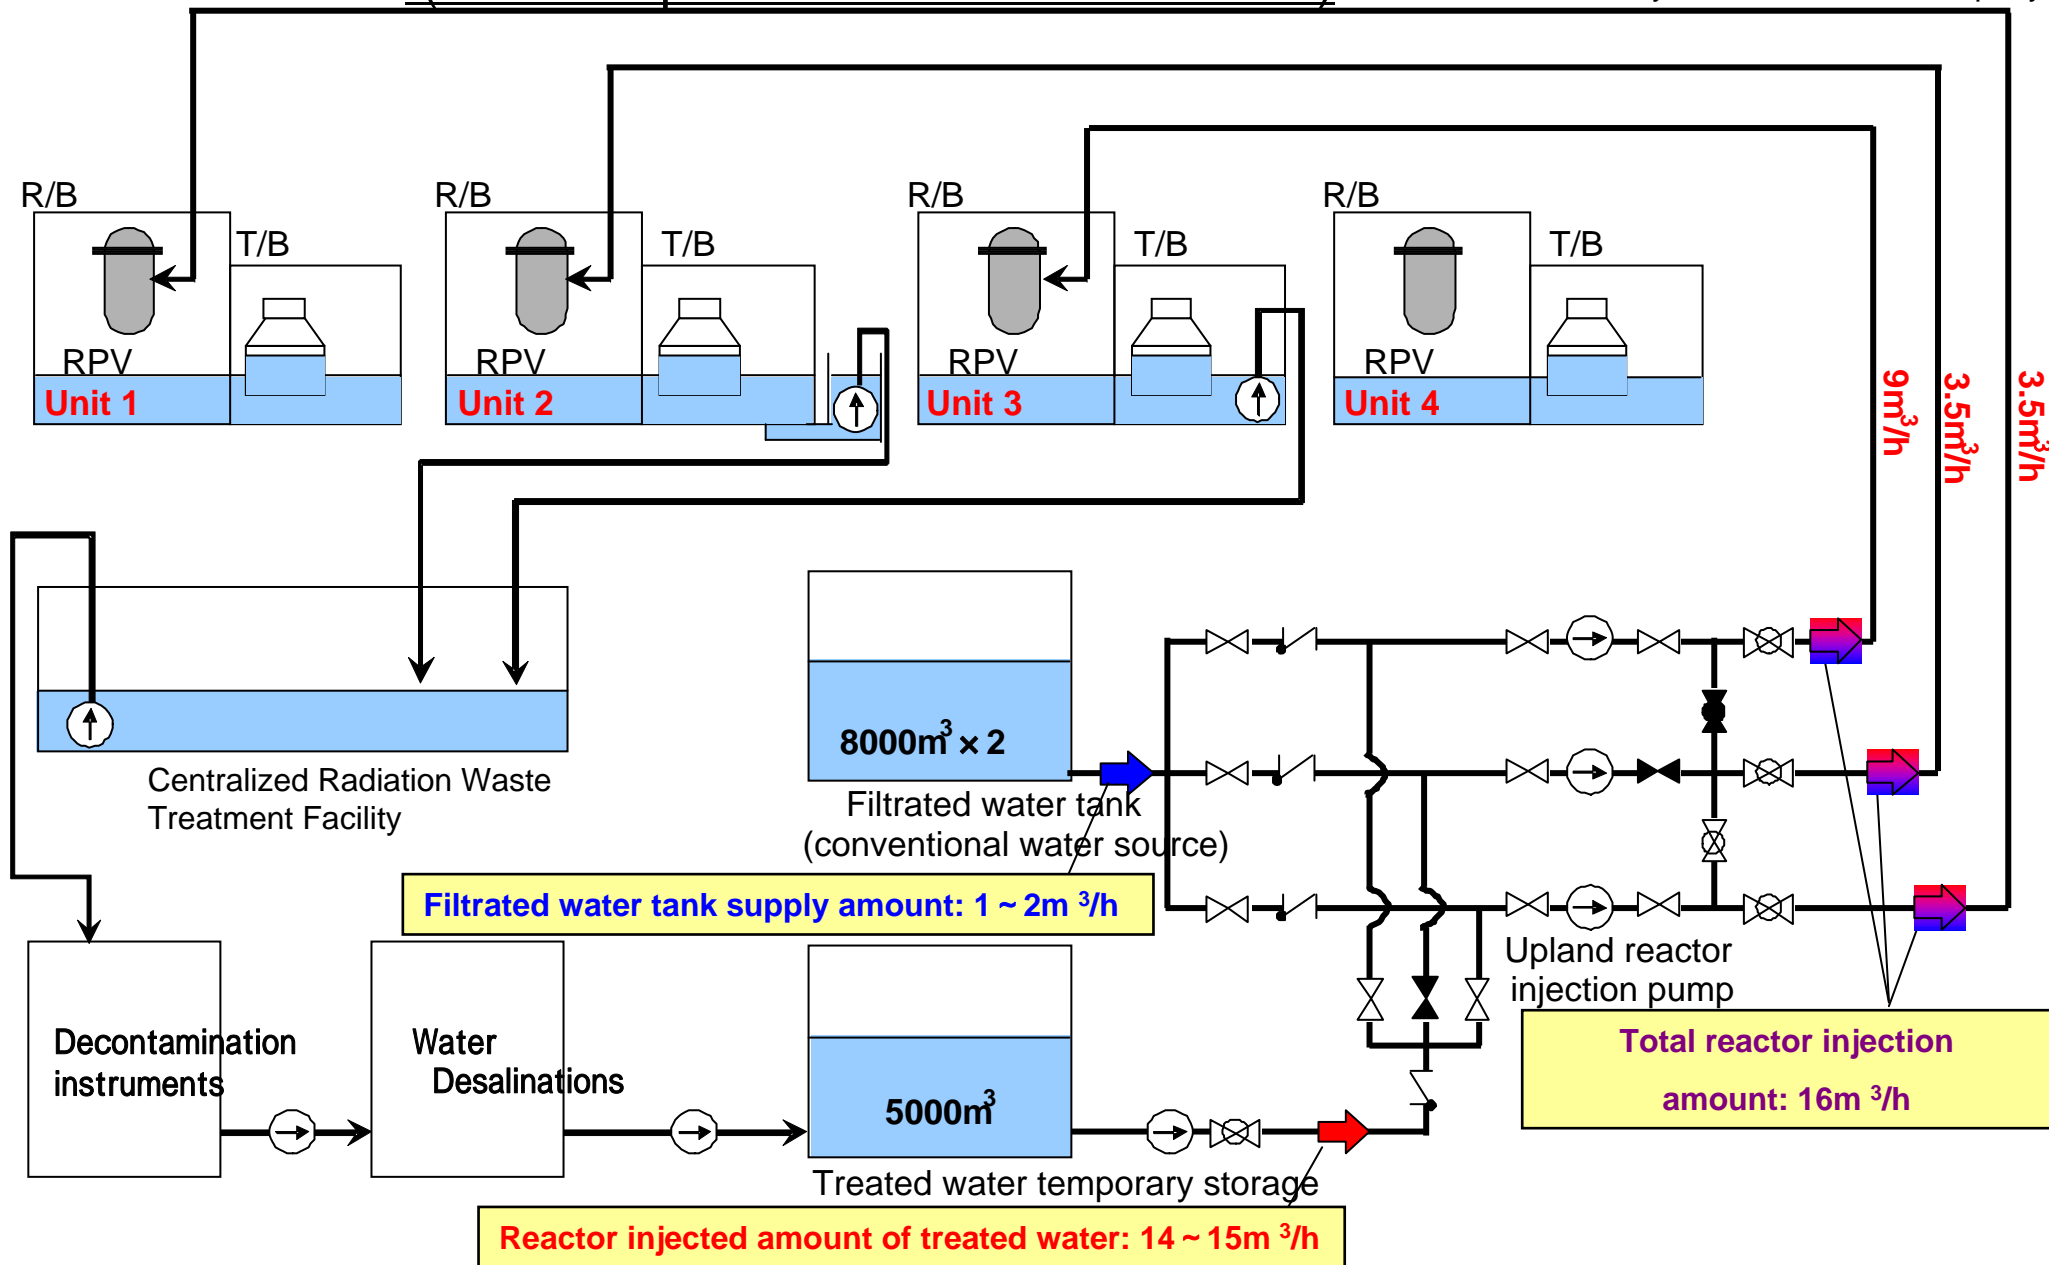 R/B
R/B
R/B
R/B
T/B
T/B
T/B
T/B
RPV
RPV
RPV
RPV
Unit 1
Unit 2
Unit 3
Unit 4
9m³/h
3.5m³/h
3.5m³/h
8000m³ × 2
Centralized Radiation Waste
Treatment Facility
Filtrated water tank
(conventional water source)
Filtrated water tank supply amount: 1 ~ 2m ³/h
Upland reactor
injection pump
Decontamination
instruments
Water
Desalinations
5000m³
Total reactor injection
amount: 16m ³/h
Treated water temporary storage
Reactor injected amount of treated water: 14 ~ 15m ³/h